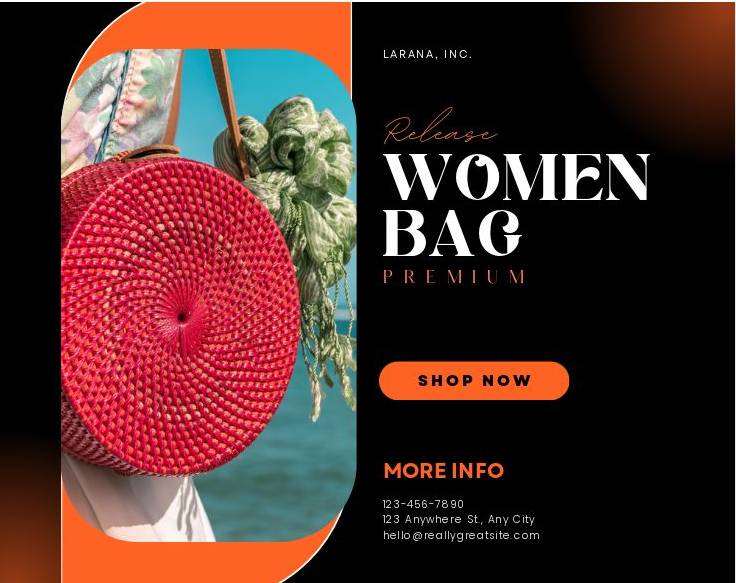 LARANA, INC.
Release
WOMEN
BAG
PREMIUM
SHOP NOW
MORE INFO
123-456-7890
123 Anywhere St., Any City
hello@reallygreatsite.com